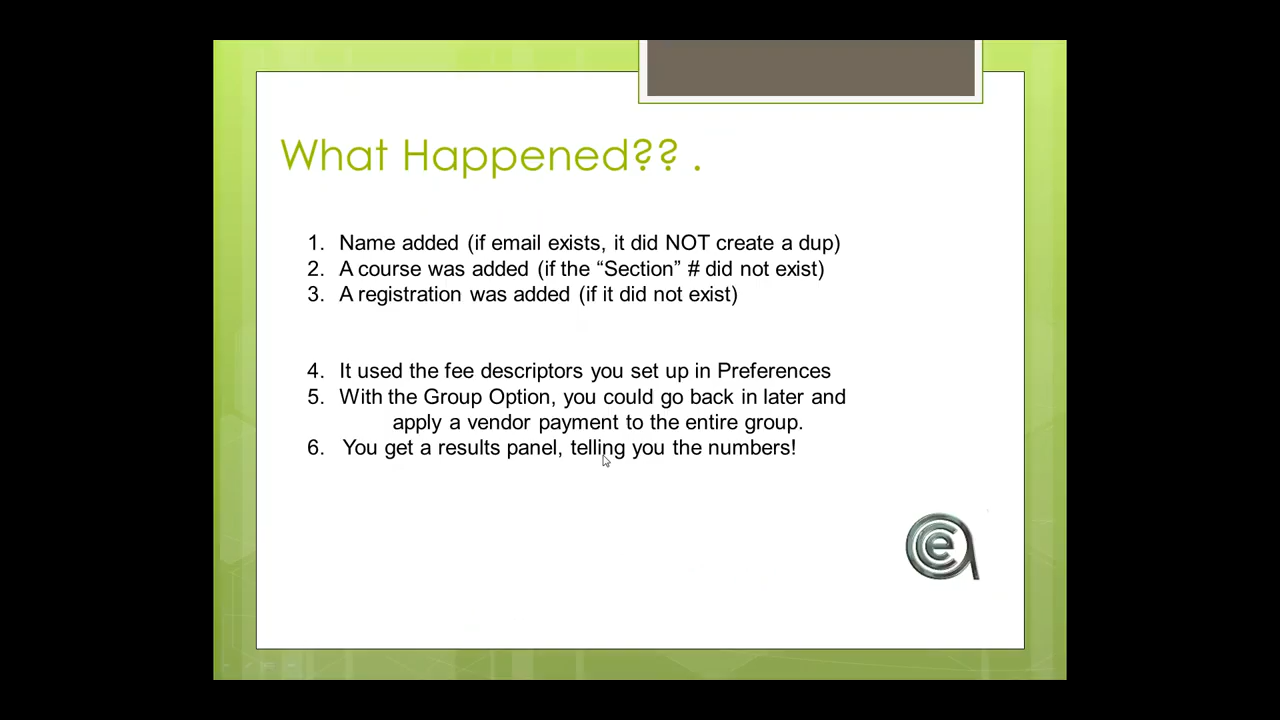 What Happened?? .
1. Name added (if email exists, it did NOT create a dup)
2. A course was added (if the “Section” # did not exist)
3. A registration was added (if it did not exist)
4. It used the fee descriptors you set up in Preferences
5. With the Group Option, you could go back in later and
apply a vendor payment to the entire group.
6. You get a results panel, telling you the numbers!